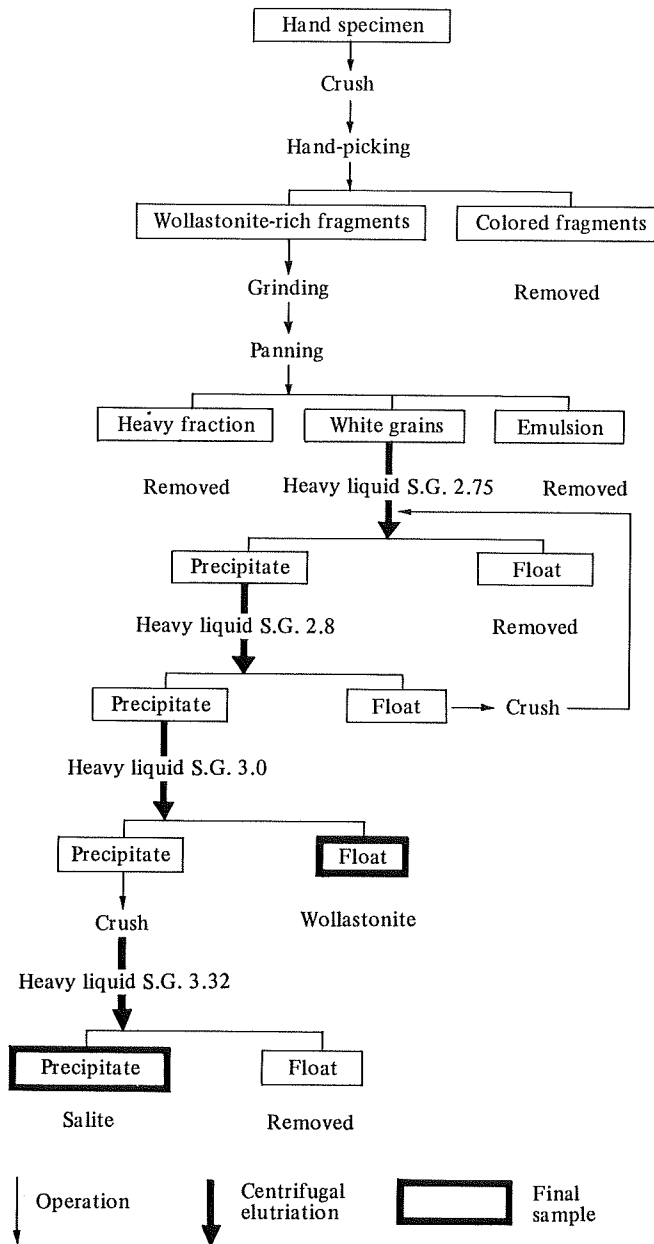 Hand specimen
Crush
Hand-picking
Wollastonite-rich fragments
Colored fragments
Grinding
Removed
Panning
Heavy fraction
White grains
Emulsion
Removed
Heavy liquid S.G. 2.75
Removed
Precipitate
Float
Heavy liquid S.G. 2.8
Removed
Precipitate
Float
Crush
Heavy liquid S.G. 3.0
Precipitate
Float
Crush
Wollastonite
Heavy liquid S.G. 3.32
Precipitate
Float
Salite
Removed
Operation
Centrifugal
elutriation
Final
sample